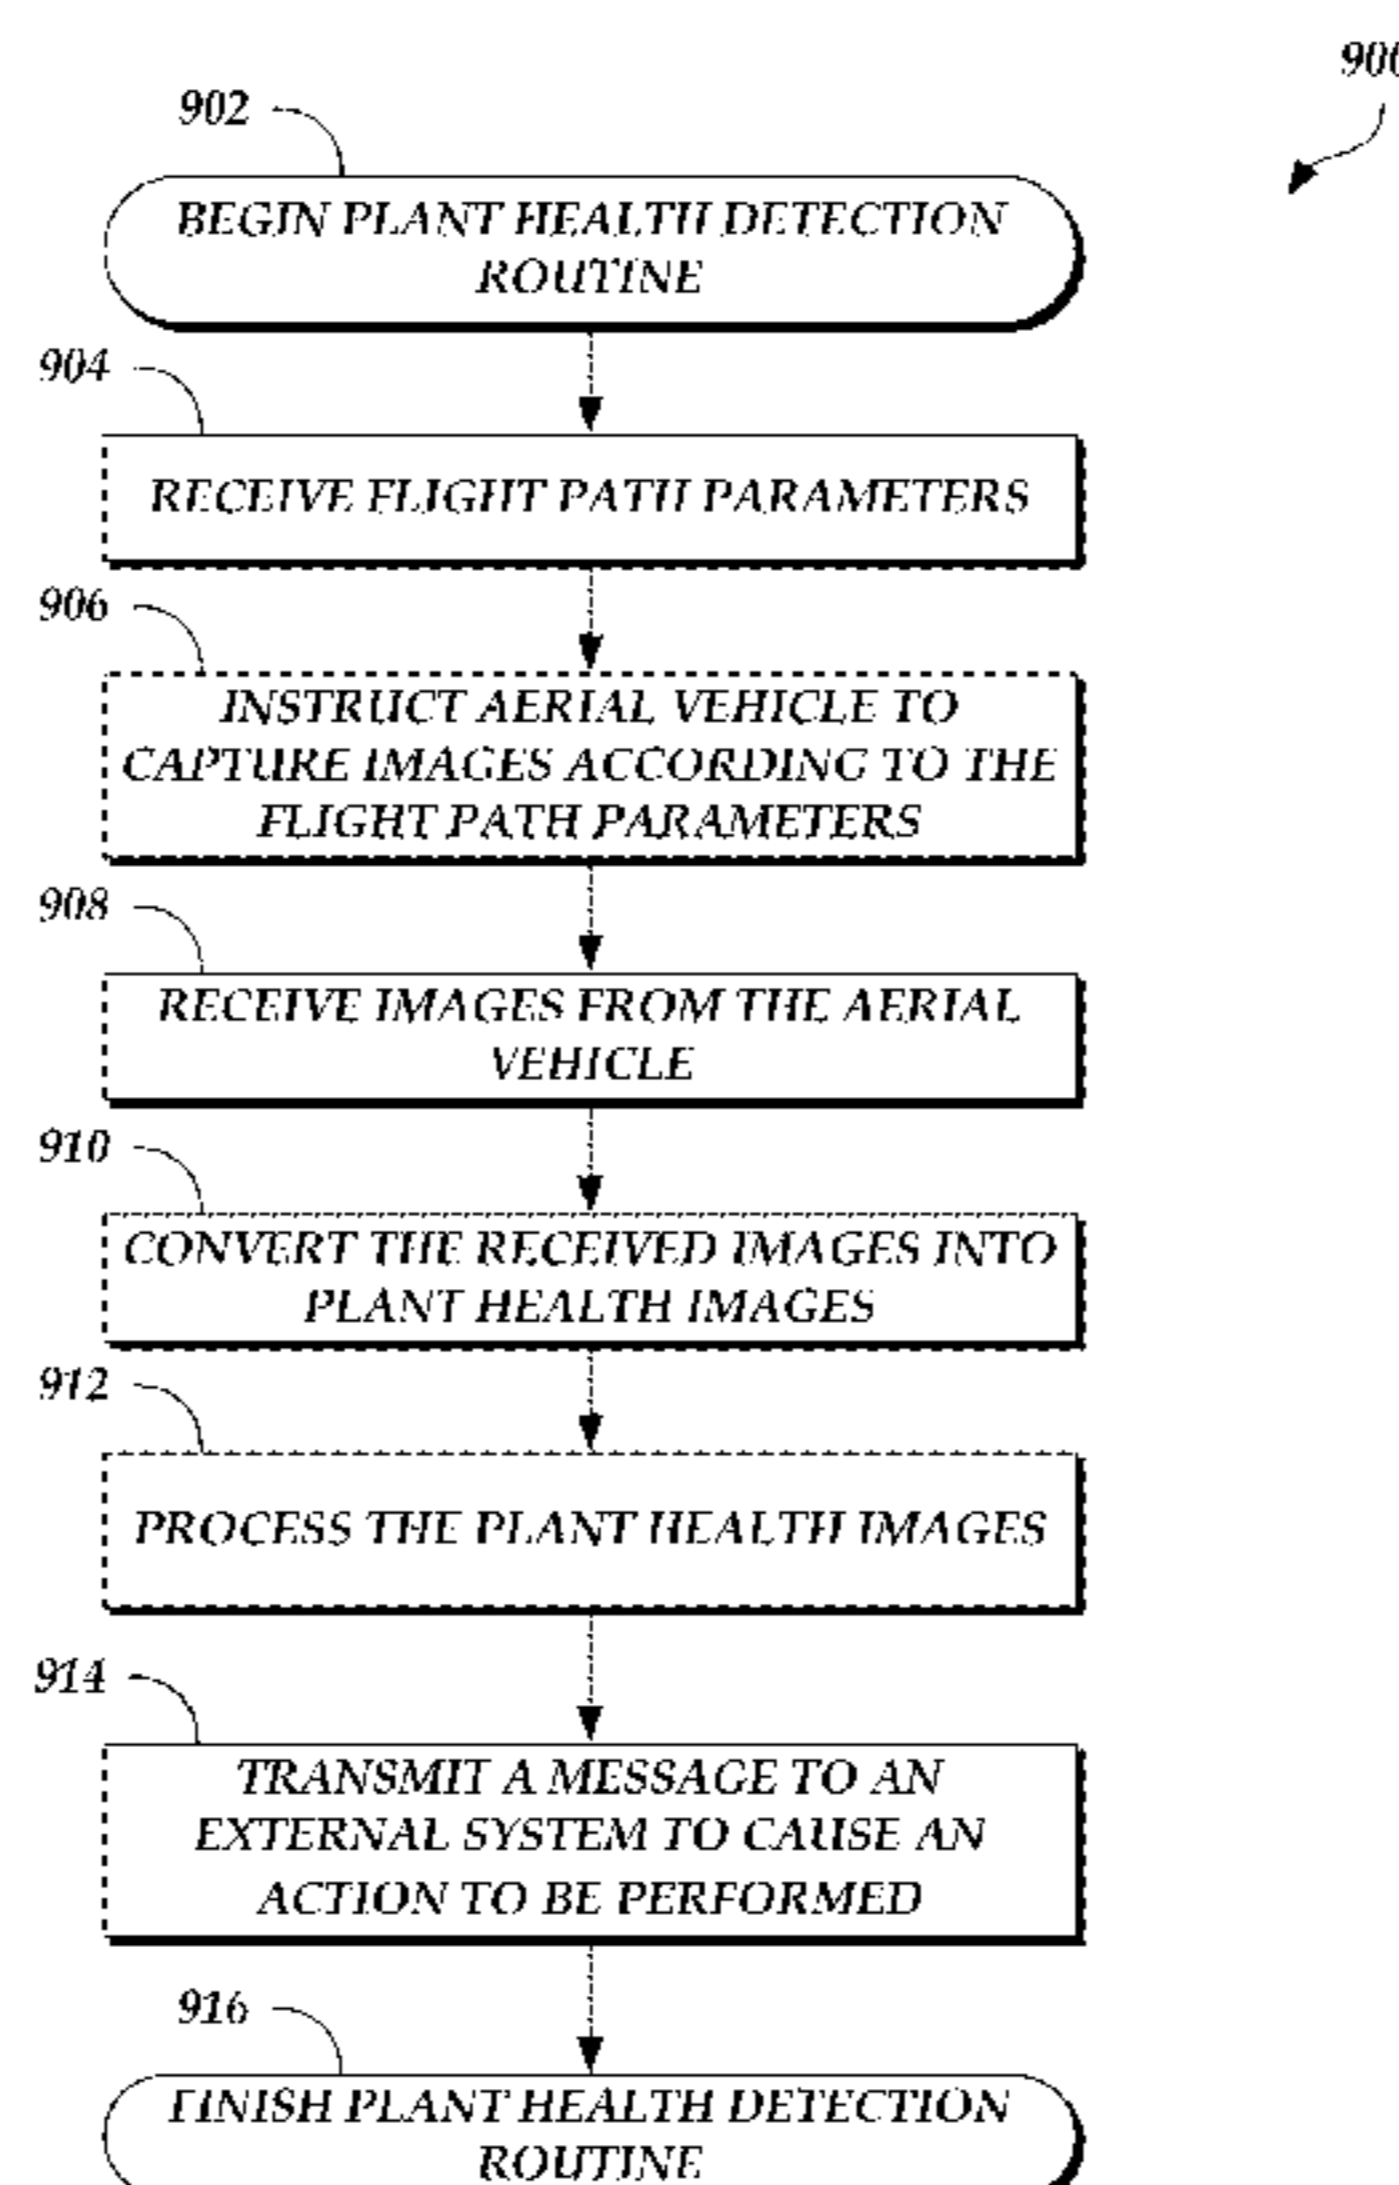 900
902
BEGIN PLANT HEALTH DETECTION
ROUTINE
904
RECEIVE FLIGHT PATH PARAMETERS
906
INSTRUCT AERIAL VEHICLE TO
CAPTURE IMAGES ACCORDING TO THE
FLIGHT PATH PARAMETERS
908
RECEIVE IMAGES FROM THE AERIAL
VEHICLE
910
CONVERT THE RECEIVED IMAGES INTO
PLANT HEALTH IMAGES
912
PROCESS THE PLANT HEALTH IMAGES
914
TRANSMIT A MESSAGE TO AN
EXTERNAL SYSTEM TO CAUSE AN
ACTION TO BE PERFORMED
916
FINISH PLANT HEALTH DETECTION
ROUTINE